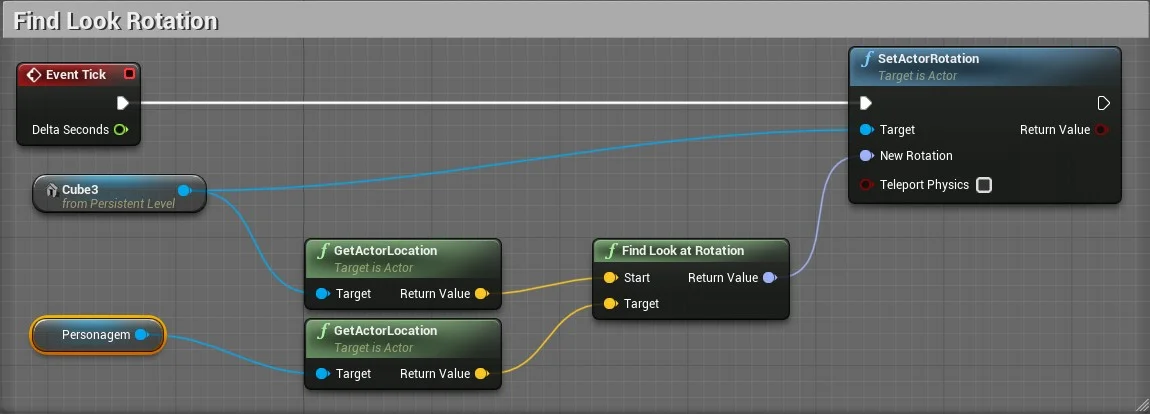 Find Look Rotation
Event Tick
Delta Seconds
SetActorRotation
Target is Actor
Target
Return Value
New Rotation
Teleport Physics
Cube3
from Persistent Level
GetActorLocation
Target is Actor
Target
Return Value
Find Look at Rotation
Start
Return Value
Target
Personagem
GetActorLocation
Target is Actor
Target
Return Value